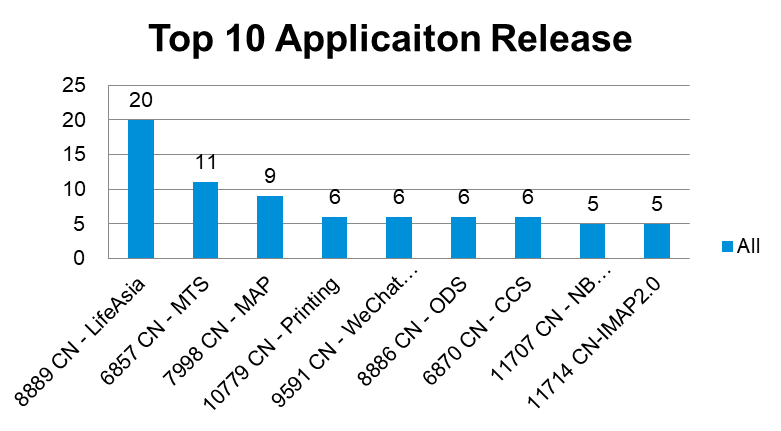 Top 10 Applicaiton Release
25
20
15
10
5
0
20
11
9
6
6
6
6
5
5
8889 CN - LifeAsia
6857 CN - MTS
7998 CN - MAP
10779 CN - Printing
9591 CN - WeChat...
8886 CN - ODS
6870 CN - CCS
11707 CN - NB...
11714 CN-IMAP2.0
All